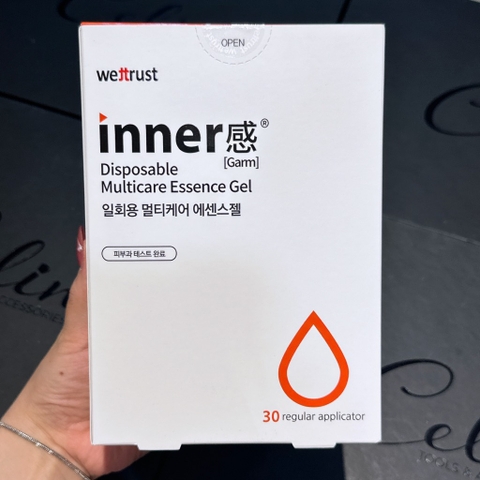 OPEN
wettrust
inner感®
[Garm]
Disposable
Multicare Essence Gel
일회용 멀티케어 에센스젤
피부과 테스트 완료
30 regular applicator